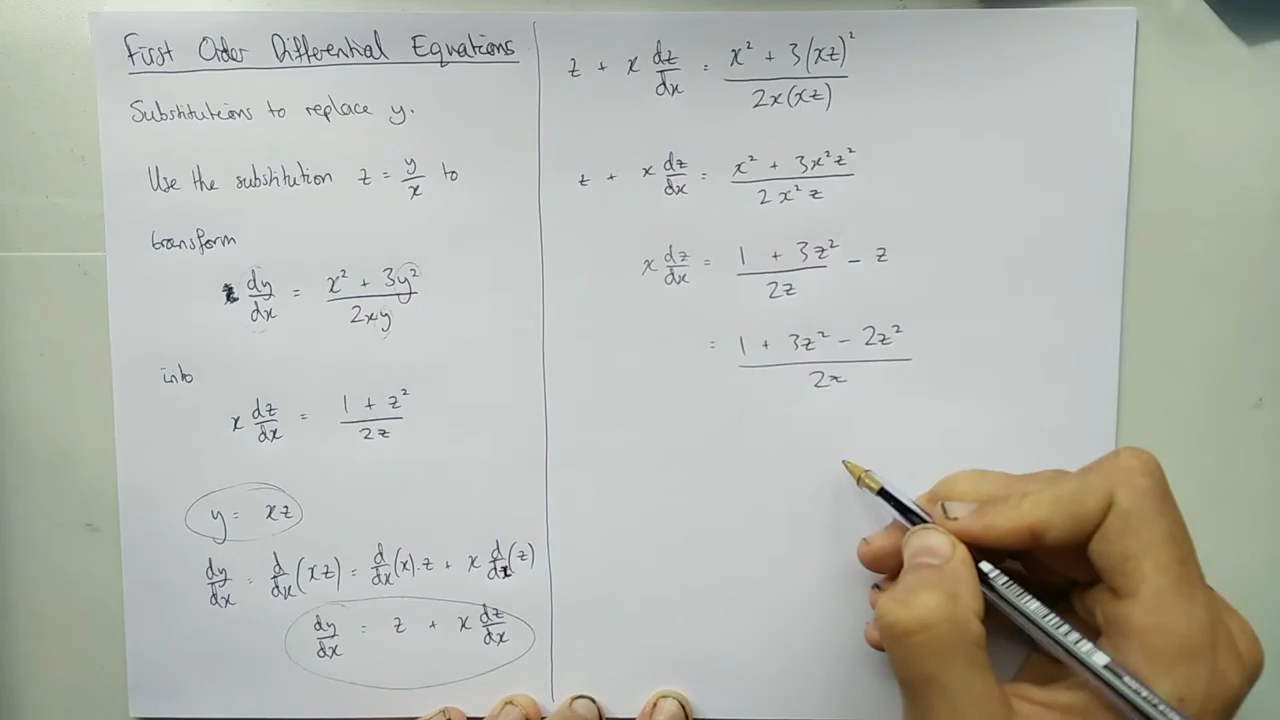 First Order Differential Equations
Substitutions to replace y.
Use the substitution z = y/x to
transform
dy/dx = (x² + 3y²)/(2xy)
into
x dz/dx = (1 + z²)/(2z)
y = xz
dy/dx = d/dx(xz) = d/dx(x).z + x d/dx(z)
dy/dx = z + x dz/dx
z + x dz/dx = (x² + 3(xz)²)/(2x(xz))
z + x dz/dx = (x² + 3x²z²)/(2x²z)
x dz/dx = (1 + 3z²)/(2z) - z
= (1 + 3z² - 2z²)/(2z)